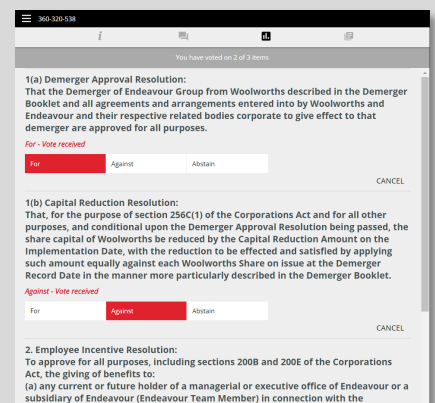 360-320-538
You have voted on 2 of 3 items
1(a) Demerger Approval Resolution:
That the Demerger of Endeavour Group from Woolworths described in the Demerger
Booklet and all agreements and arrangements entered into by Woolworths and
Endeavour and their respective related bodies corporate to give effect to that
demerger are approved for all purposes.
For - Vote received
For Against Abstain
CANCEL
1(b) Capital Reduction Resolution:
That, for the purpose of section 256C(1) of the Corporations Act and for all other
purposes, and conditional upon the Demerger Approval Resolution being passed, the
share capital of Woolworths be reduced by the Capital Reduction Amount on the
Implementation Date, with the reduction to be effected and satisfied by applying
such amount equally against each Woolworths Share on issue at the Demerger
Record Date in the manner more particularly described in the Demerger Booklet.
Against - Vote received
For Against Abstain
CANCEL
2. Employee Incentive Resolution:
To approve for all purposes, including sections 200B and 200E of the Corporations
Act, the giving of benefits to:
(a) any current or future holder of a managerial or executive office of Endeavour or a
subsidiary of Endeavour (Endeavour Team Member) in connection with the